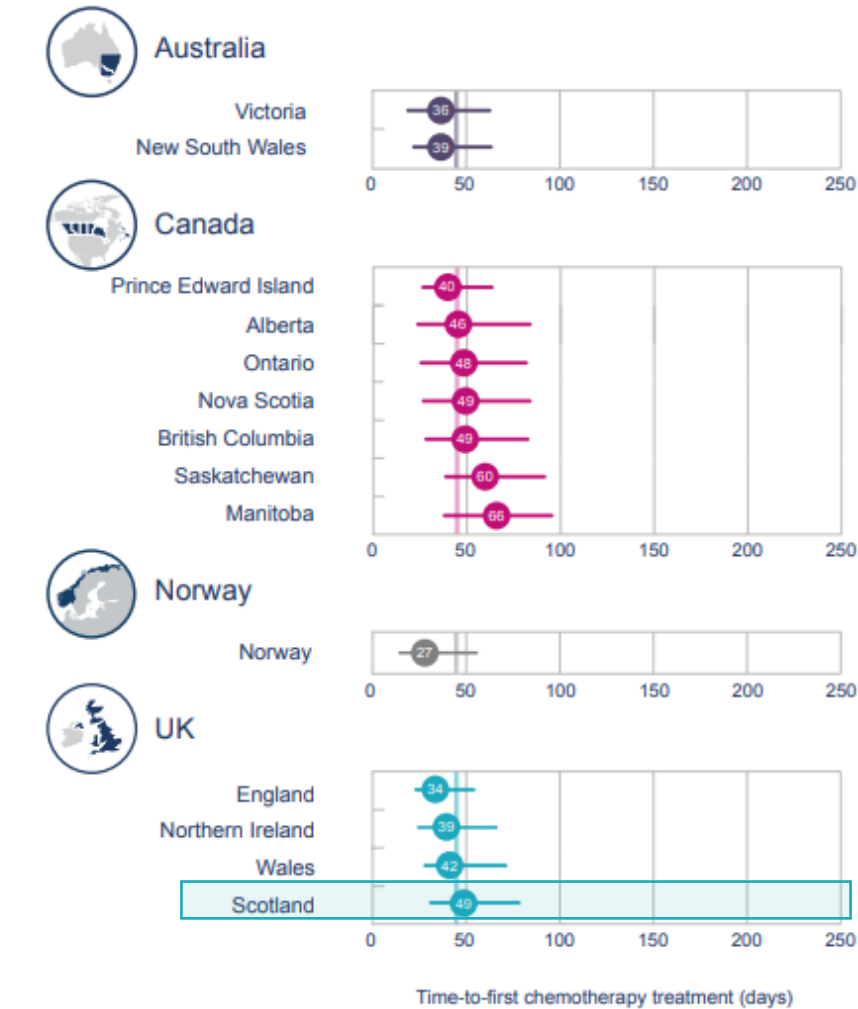 Australia
Victoria 36
New South Wales 39
0 50 100 150 200 250
Canada
Prince Edward Island 40
Alberta 46
Ontario 48
Nova Scotia 49
British Columbia 49
Saskatchewan 60
Manitoba 66
0 50 100 150 200 250
Norway
Norway 27
0 50 100 150 200 250
UK
England 34
Northern Ireland 39
Wales 42
Scotland 49
0 50 100 150 200 250
Time-to-first chemotherapy treatment (days)